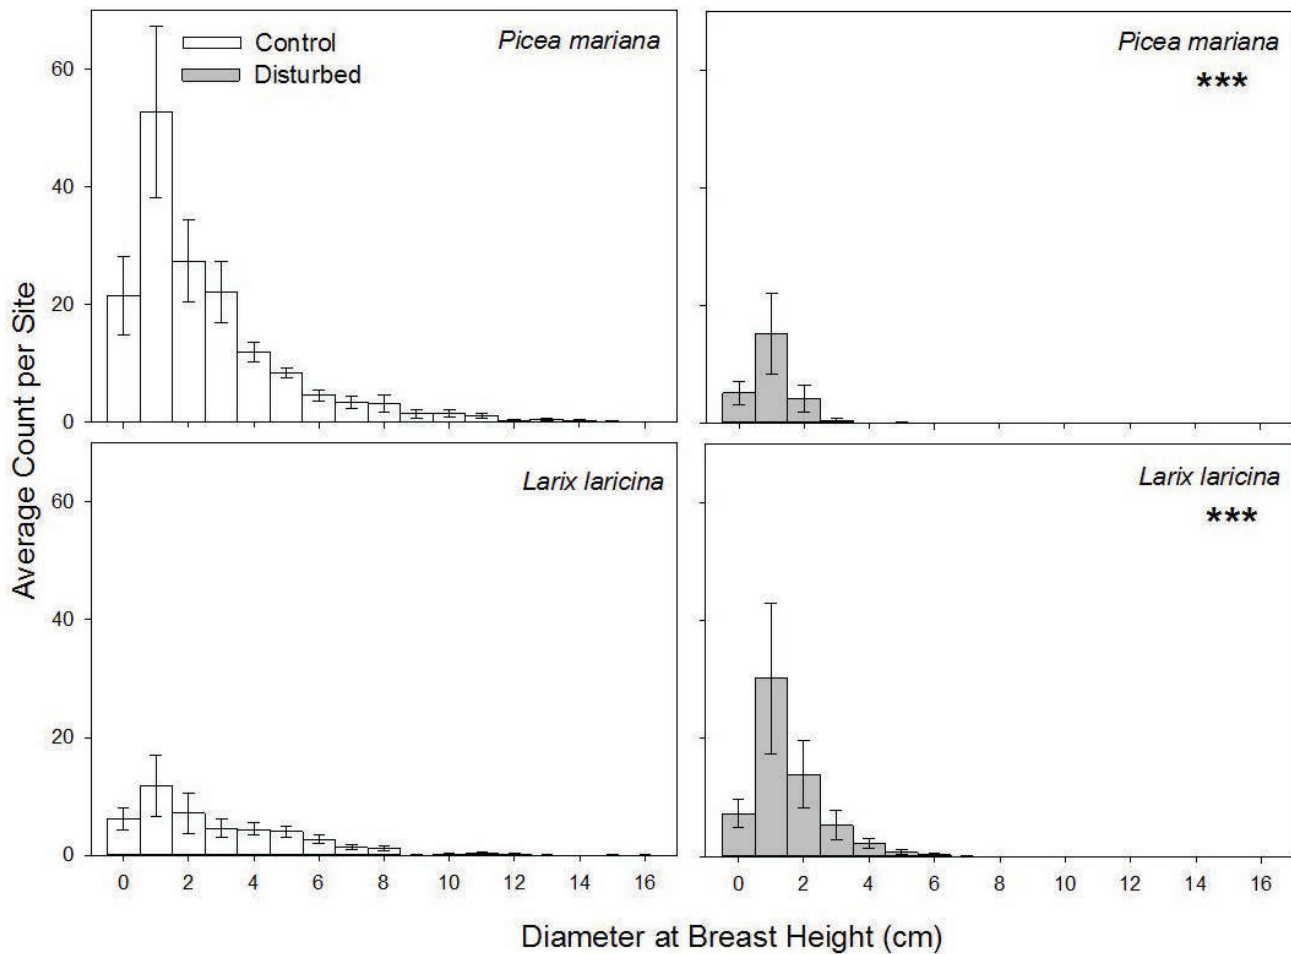 Control
Disturbed
Picea mariana
Picea mariana
***
60
40
20
0
Larix laricina
Larix laricina
***
60
40
20
0
0 2 4 6 8 10 12 14 16
0 2 4 6 8 10 12 14 16
Average Count per Site
Diameter at Breast Height (cm)